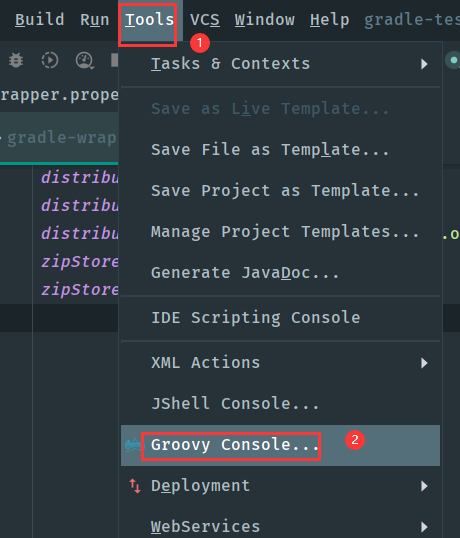 Build Run Tools VCS Window Help gradle-tes
1
Tasks & Contexts
rapper.prope
Save as Live Template...
gradle-wrap
Save File as Template...
distribu
Save Project as Template...
distribu
distribu
Manage Project Templates...
.o
zipStore
Generate JavaDoc...
zipStore
IDE Scripting Console
XML Actions
JShell Console...
Groovy Console...
2
Deployment
WebServices